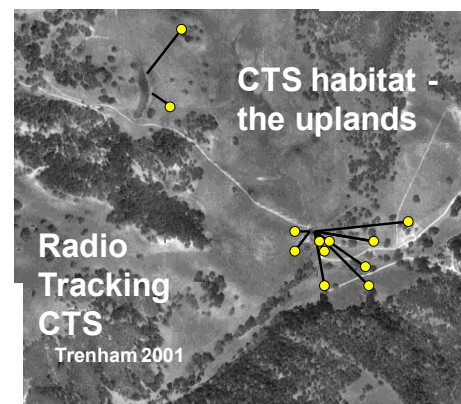 CTS habitat -
the uplands
Radio
Tracking
CTS
Trenham 2001